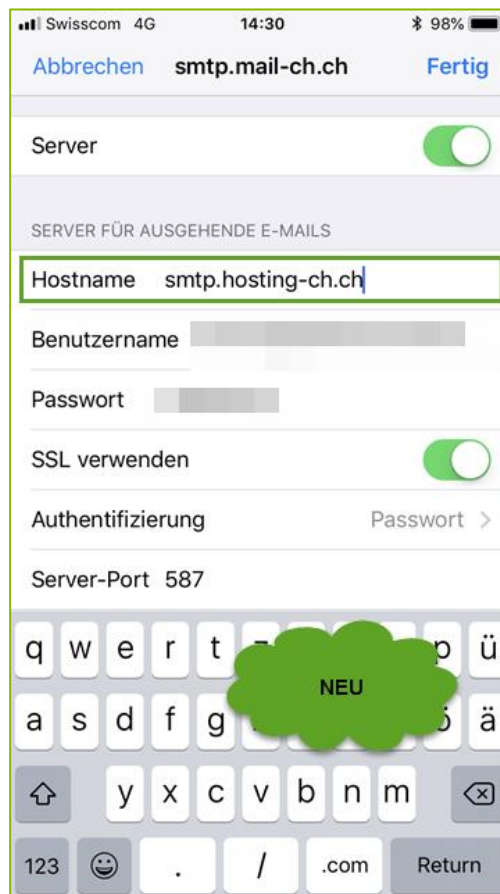 Swisscom 4G 14:30 98%
Abbrechen smtp.mail-ch.ch Fertig
Server
SERVER FÜR AUSGEHENDE E-MAILS
Hostname smtp.hosting-ch.ch
Benutzername
Passwort
SSL verwenden
Authentifizierung Passwort >
Server-Port 587
q w e r t p ü
NEU
a s d f g ö ä
y x c v b n m
123 . / .com Return